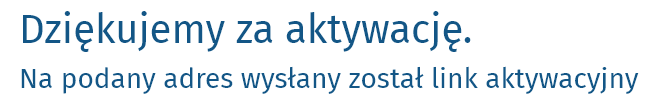 Dziękujemy za aktywację.
Na podany adres wysłany został link aktywacyjny